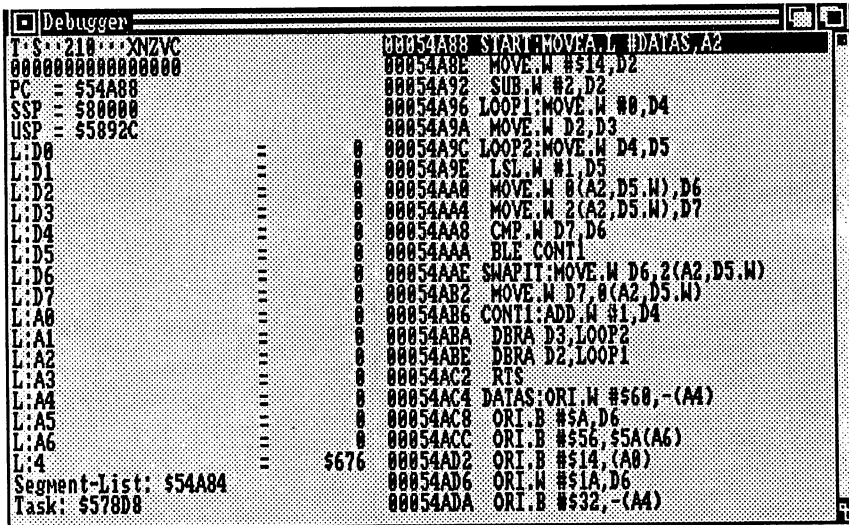 Debugger
T*S**210***XNZVC
0000000000000000
PC = $54A88
SSP = $80000
USP = $5892C
L:D0 = 0
L:D1 = 0
L:D2 = 0
L:D3 = 0
L:D4 = 0
L:D5 = 0
L:D6 = 0
L:D7 = 0
L:A0 = 0
L:A1 = 0
L:A2 = 0
L:A3 = 0
L:A4 = 0
L:A5 = 0
L:A6 = 0
L:4 = $676
Segment-List: $54A84
Task: $578D8
00054A88 START:MOVEA.L #DATAS,A2
00054A8E MOVE.W #$14,D2
00054A92 SUB.W #2,D2
00054A96 LOOP1:MOVE.W #0,D4
00054A9A MOVE.W D2,D3
00054A9C LOOP2:MOVE.W D4,D5
00054A9E LSL.W #1,D5
00054AA0 MOVE.W 0(A2,D5.W),D6
00054AA4 MOVE.W 2(A2,D5.W),D7
00054AA8 CMP.W D7,D6
00054AAA BLE CONT1
00054AAE SWAPIT:MOVE.W D6,2(A2,D5.W)
00054AB2 MOVE.W D7,0(A2,D5.W)
00054AB6 CONT1:ADD.W #1,D4
00054ABA DBRA D3,LOOP2
00054ABE DBRA D2,LOOP1
00054AC2 RTS
00054AC4 DATAS:ORI.W #$60,-(A4)
00054AC8 ORI.B #$A,D6
00054ACC ORI.B #$56,$5A(A6)
00054AD2 ORI.B #$14,(A0)
00054AD6 ORI.W #$1A,D6
00054ADA ORI.B #$32,-(A4)